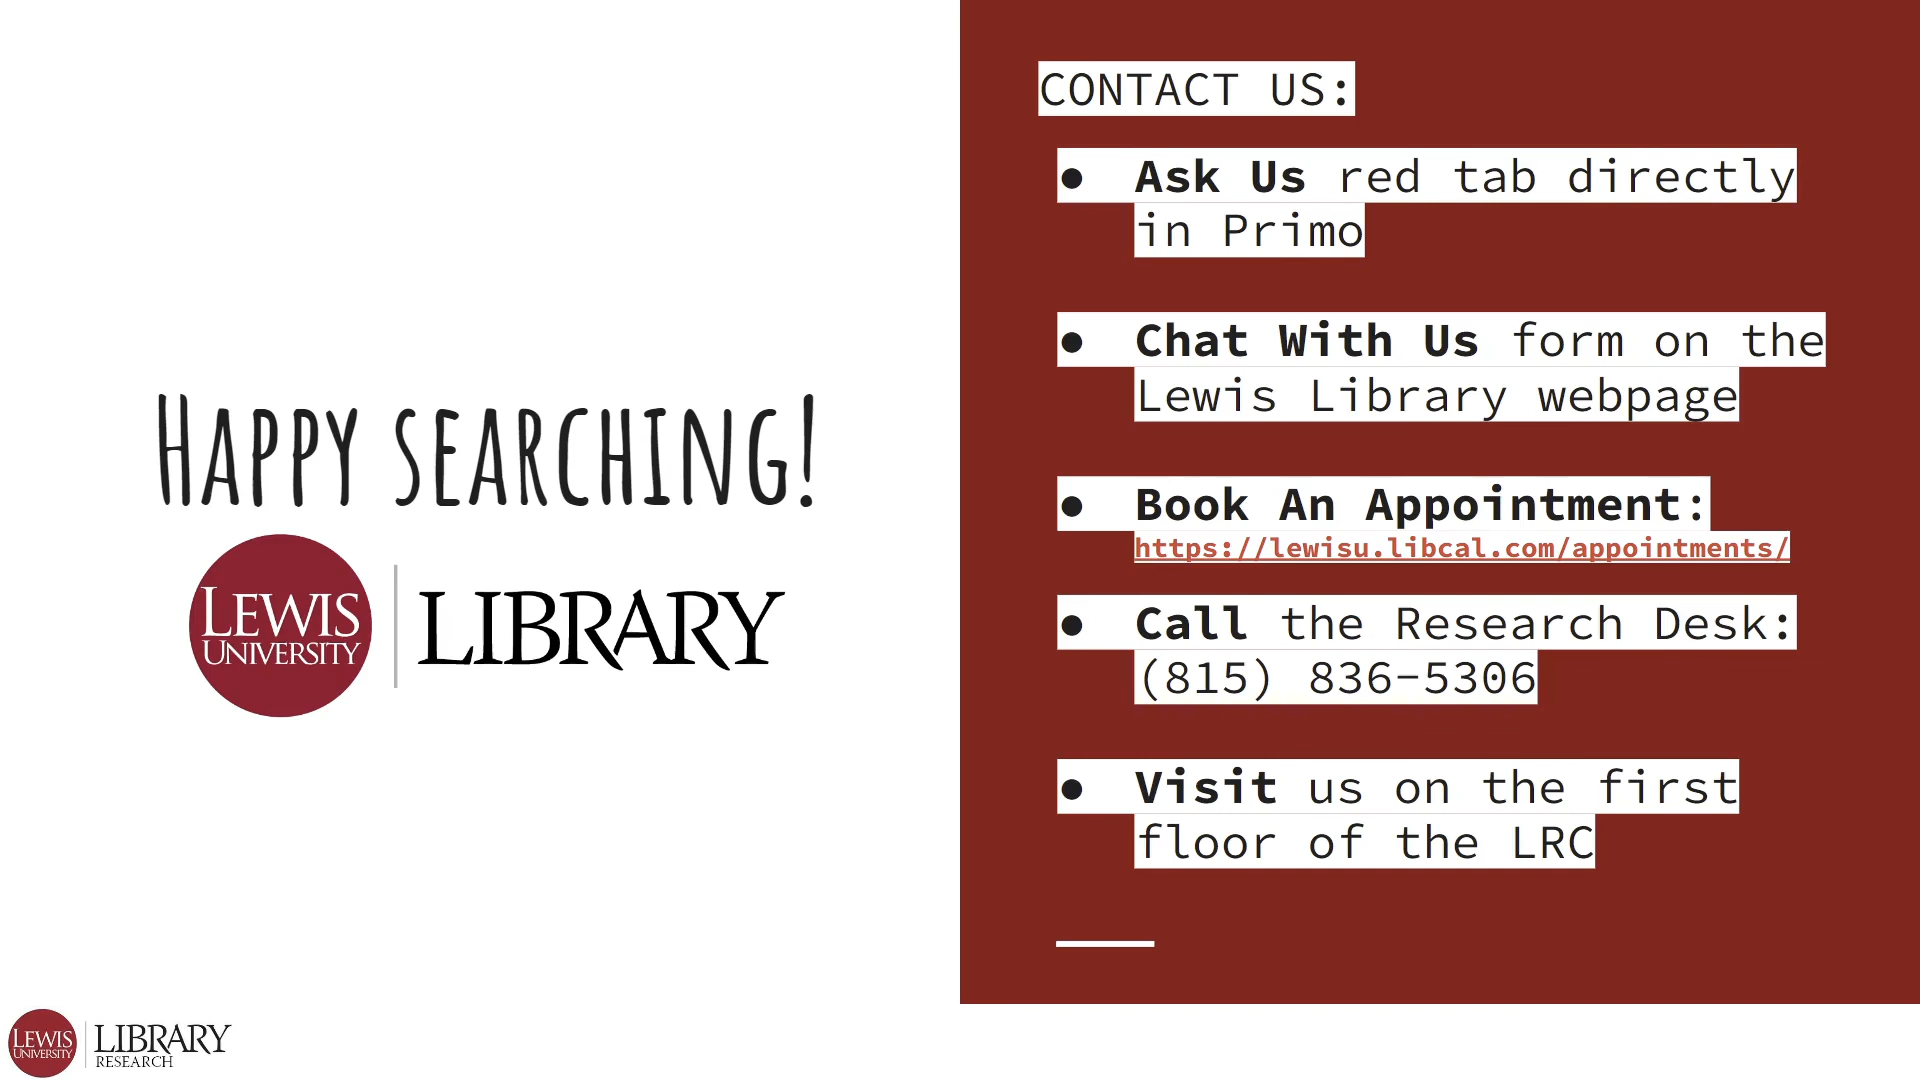 Happy searching!
LEWIS
UNIVERSITY
LIBRARY
CONTACT US:
● Ask Us red tab directly
in Primo
● Chat With Us form on the
Lewis Library webpage
● Book An Appointment:
https://lewisu.libcal.com/appointments/
● Call the Research Desk:
(815) 836-5306
● Visit us on the first
floor of the LRC
LEWIS
UNIVERSITY
LIBRARY
RESEARCH